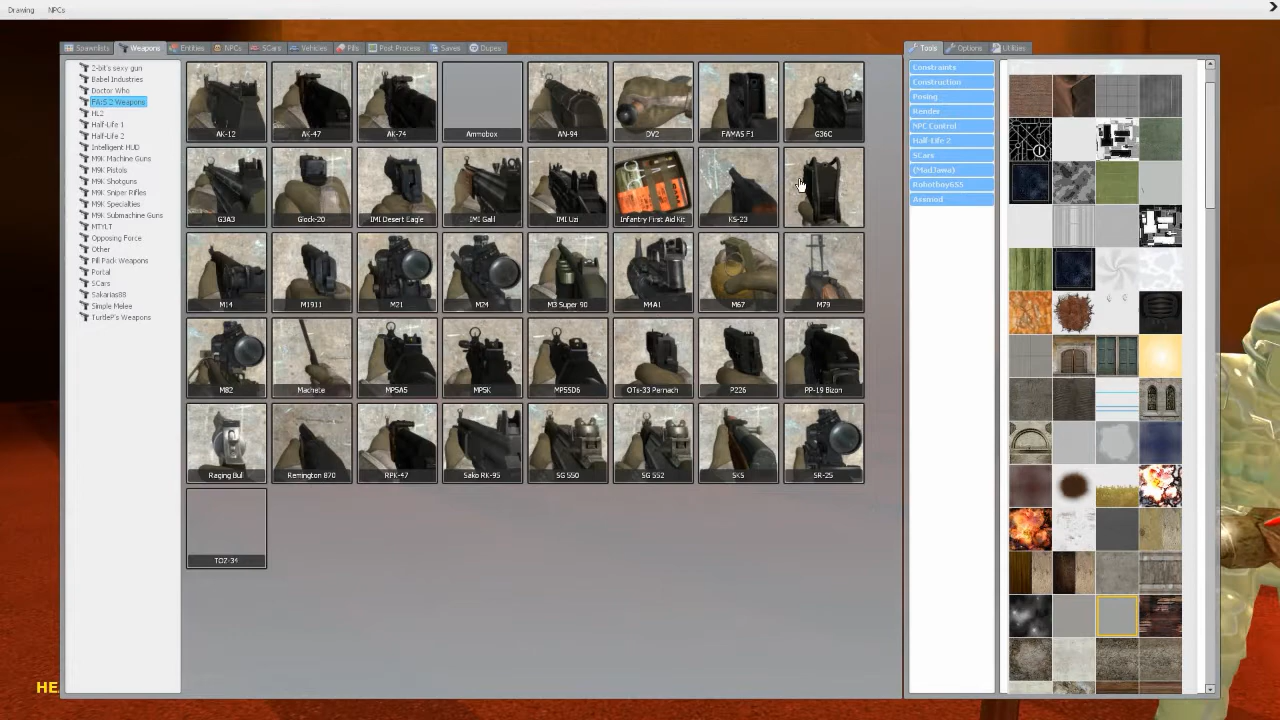 Drawing NPCs
Spawnlists Weapons Entities NPCs SCars Vehicles Pills Post Process Saves Dupes
Tools Options Utilities
2-bit's sexy gun
Babel Industries
Doctor Who
FA:S 2 Weapons
HL2
Half-Life 1
Half-Life 2
Intelligent HUD
M9K Machine Guns
M9K Pistols
M9K Shotguns
M9K Sniper Rifles
M9K Specialties
M9K Submachine Guns
MTYLT
Opposing Force
Other
Pill Pack Weapons
Portal
SCars
Sakarias88
Simple Melee
TurtleP's Weapons
AK-12 AK-47 AK-74 Ammobox AN-94 DV2 FAMAS F1 G36C
G3A3 Glock-20 IMI Desert Eagle IMI Galil IMI Uzi Infantry First Aid Kit KS-23
M14 M1911 M21 M24 M3 Super 90 M4A1 M67 M79
M82 Machete MP5A5 MP5K MP5SD6 OTs-33 Pernach P226 PP-19 Bizon
Raging Bull Remington 870 RPK-47 Sako RK-95 SG 550 SG 552 SKS SR-25
TOZ-34
Constraints
Construction
Posing
Render
NPC Control
Half-Life 2
SCars
(MadJawa)
Robotboy655
Axxmod
HE